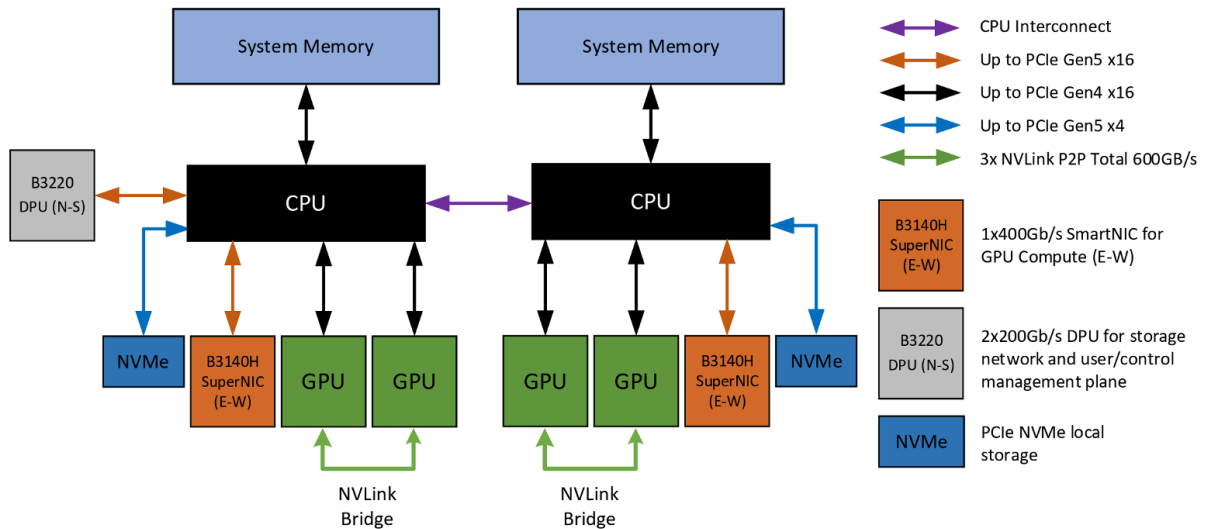 System Memory
System Memory
CPU Interconnect
Up to PCIe Gen5 x16
Up to PCIe Gen4 x16
Up to PCIe Gen5 x4
3x NVLink P2P Total 600GB/s
B3220
DPU (N-S)
CPU
CPU
NVMe
B3140H
SuperNIC
(E-W)
GPU
GPU
GPU
GPU
B3140H
SuperNIC
(E-W)
NVMe
NVLink
Bridge
NVLink
Bridge
B3140H
SuperNIC
(E-W)
1x400Gb/s SmartNIC for
GPU Compute (E-W)
B3220
DPU (N-S)
2x200Gb/s DPU for storage
network and user/control
management plane
NVMe
PCIe NVMe local
storage